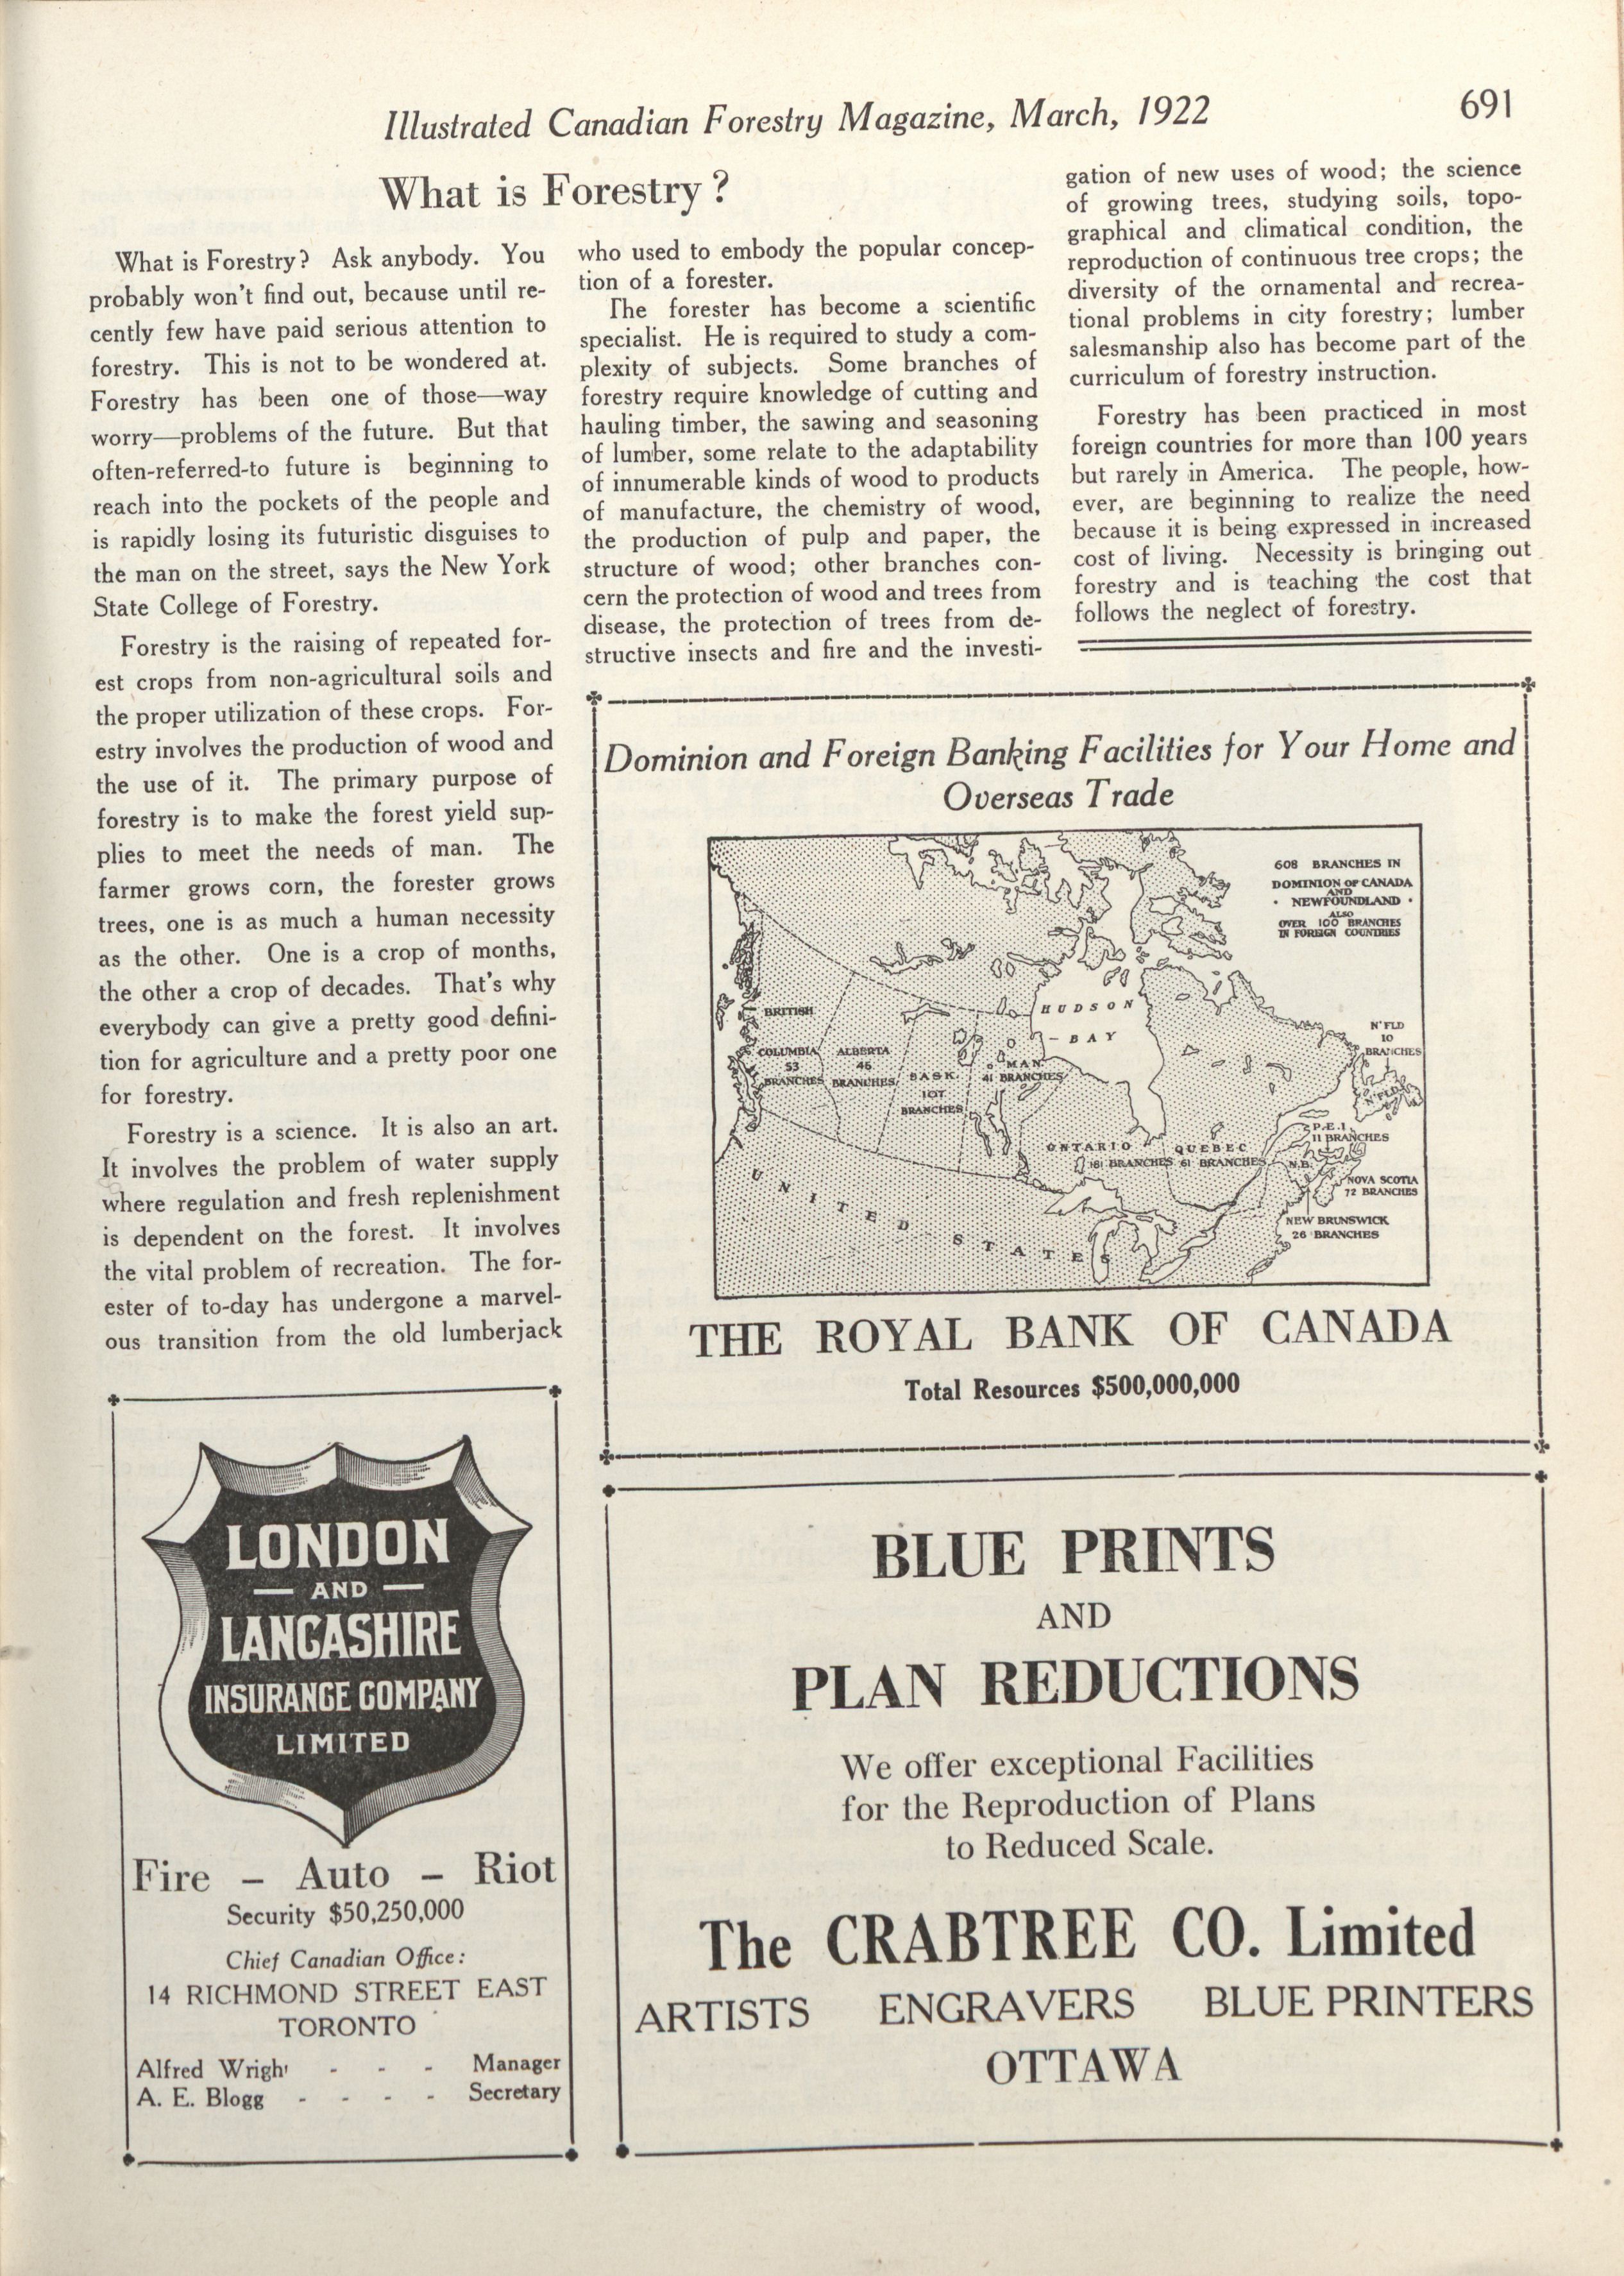 Illustrated Canadian Forestry Magazine, March, 1922
691
What is Forestry?
What is Forestry? Ask anybody. You
probably won't find out, because until re-
cently few have paid serious attention to
forestry. This is not to be wondered at.
Forestry has been one of those—way
worry—problems of the future. But that
often-referred-to future is beginning to
reach into the pockets of the people and
is rapidly losing its futuristic disguises to
the man on the street, says the New York
State College of Forestry.
Forestry is the raising of repeated for-
est crops from non-agricultural soils and
the proper utilization of these crops. For-
estry involves the production of wood and
the use of it. The primary purpose of
forestry is to make the forest yield sup-
plies to meet the needs of man. The
farmer grows corn, the forester grows
trees, one is as much a human necessity
as the other. One is a crop of months,
the other a crop of decades. That's why
everybody can give a pretty good defini-
tion for agriculture and a pretty poor one
for forestry.
Forestry is a science. It is also an art.
It involves the problem of water supply
where regulation and fresh replenishment
is dependent on the forest. It involves
the vital problem of recreation. The for-
ester of to-day has undergone a marvel-
ous transition from the old lumberjack
who used to embody the popular concep-
tion of a forester.
The forester has become a scientific
specialist. He is required to study a com-
plexity of subjects. Some branches of
forestry require knowledge of cutting and
hauling timber, the sawing and seasoning
of lumber, some relate to the adaptability
of innumerable kinds of wood to products
of manufacture, the chemistry of wood,
the production of pulp and paper, the
structure of wood; other branches con-
cern the protection of wood and trees from
disease, the protection of trees from de-
structive insects and fire and the investi-
gation of new uses of wood; the science
of growing trees, studying soils, topo-
graphical and climatical condition, the
reproduction of continuous tree crops; the
diversity of the ornamental and recrea-
tional problems in city forestry; lumber
salesmanship also has become part of the
curriculum of forestry instruction.
Forestry has been practiced in most
foreign countries for more than 100 years
but rarely in America. The people, how-
ever, are beginning to realize the need
because it is being expressed in increased
cost of living. Necessity is bringing out
forestry and is teaching the cost that
follows the neglect of forestry.
Dominion and Foreign Banking Facilities for Your Home and
Overseas Trade
608 BRANCHES IN
DOMINION OF CANADA
AND
NEWFOUNDLAND
ALSO
OVER 100 BRANCHES
IN FOREIGN COUNTRIES
HUDSON
BAY
BRITISH
COLUMBIA
53
BRANCHES
ALBERTA
46
BRANCHES
SASK.
107
BRANCHES
MAN.
41 BRANCHES
N'FLD
10
BRANCHES
N'FLD.
P.E.I.
11 BRANCHES
ONTARIO
181 BRANCHES
QUEBEC
61 BRANCHES
N.B.
NOVA SCOTIA
72 BRANCHES
NEW BRUNSWICK
26 BRANCHES
UNITED STATES
THE ROYAL BANK OF CANADA
Total Resources $500,000,000
LONDON
AND
LANCASHIRE
INSURANCE COMPANY
LIMITED
Fire - Auto - Riot
Security $50,250,000
Chief Canadian Office:
14 RICHMOND STREET EAST
TORONTO
Alfred Wright - - - Manager
A. E. Blogg - - - - Secretary
BLUE PRINTS
AND
PLAN REDUCTIONS
We offer exceptional Facilities
for the Reproduction of Plans
to Reduced Scale.
The CRABTREE CO. Limited
ARTISTS ENGRAVERS BLUE PRINTERS
OTTAWA